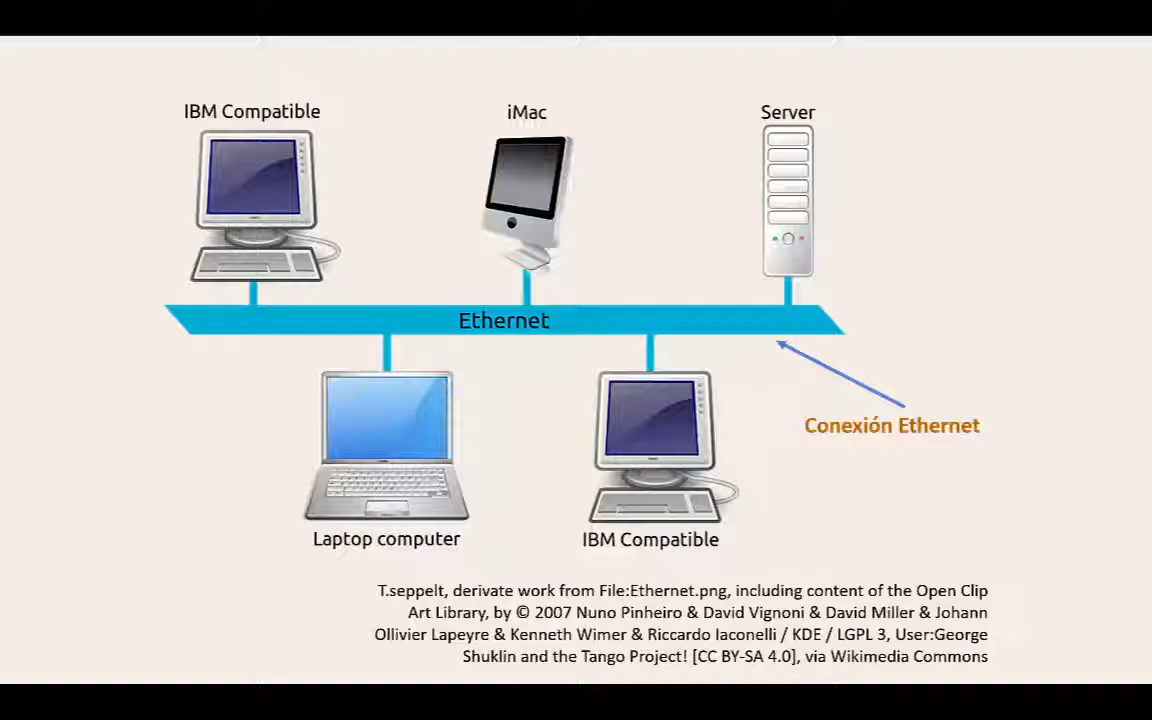 IBM Compatible
iMac
Server
Ethernet
Conexión Ethernet
Laptop computer
IBM Compatible
T.seppelt, derivate work from File:Ethernet.png, including content of the Open Clip
Art Library, by © 2007 Nuno Pinheiro & David Vignoni & David Miller & Johann
Ollivier Lapeyre & Kenneth Wimer & Riccardo Iaconelli / KDE / LGPL 3, User:George
Shuklin and the Tango Project! [CC BY-SA 4.0], via Wikimedia Commons